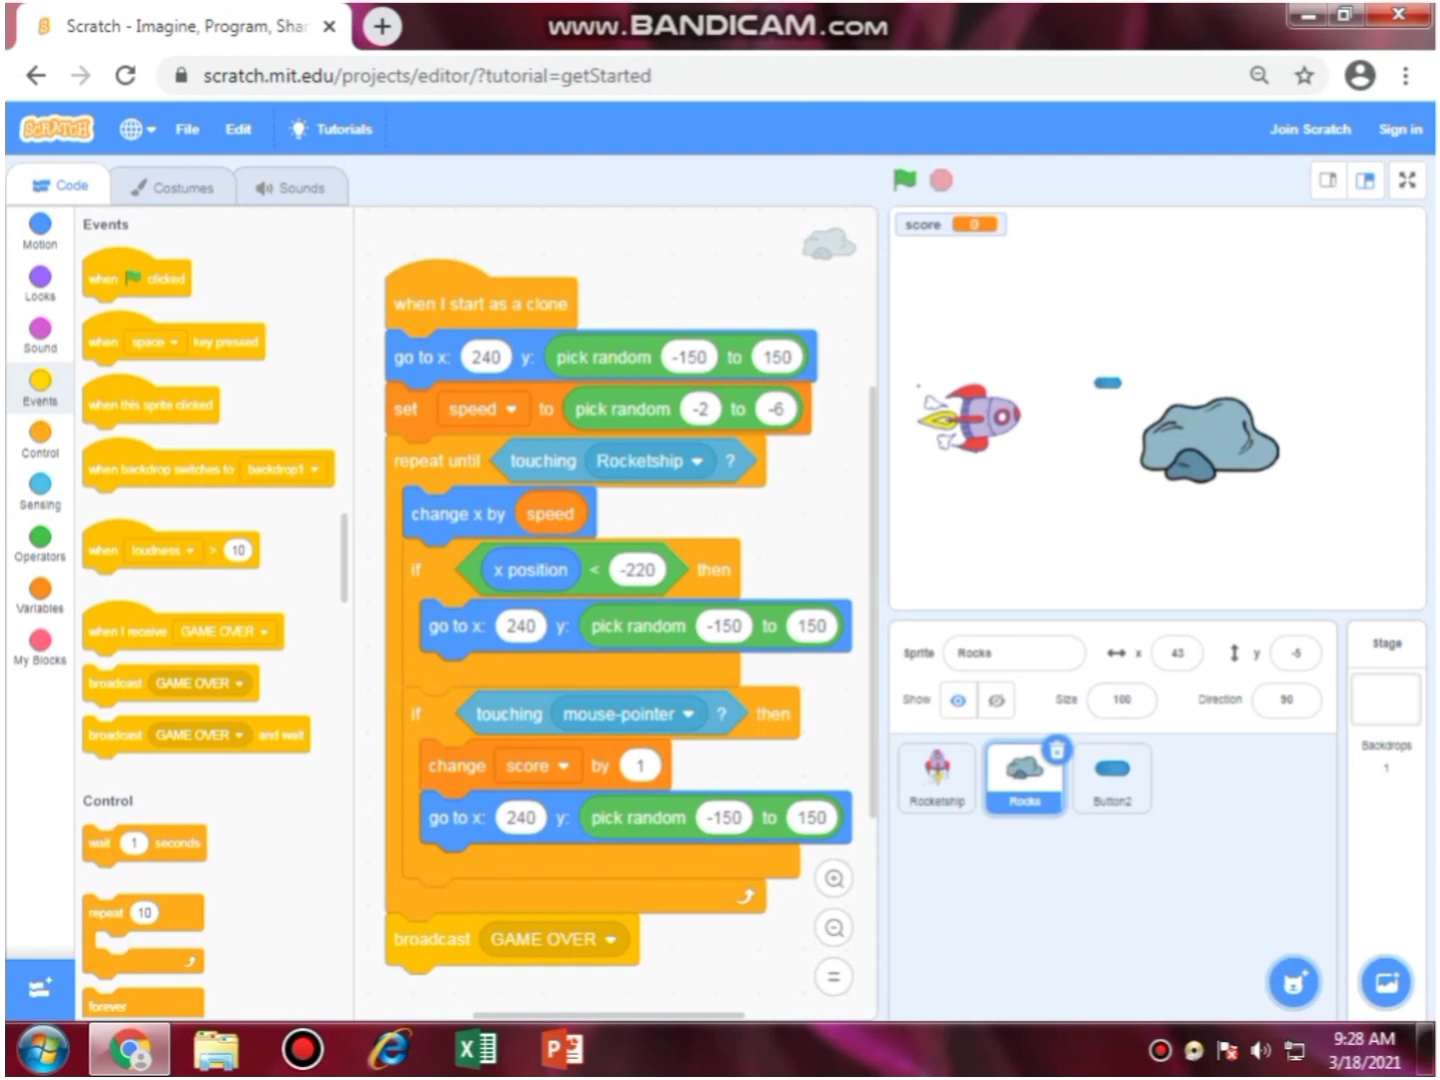 Scratch - Imagine, Program, Shar
www.BANDICAM.com
scratch.mit.edu/projects/editor/?tutorial=getStarted
SCRATCH File Edit Tutorials Join Scratch Sign in
Code Costumes Sounds
Motion
Looks
Sound
Events
Control
Sensing
Operators
Variables
My Blocks
Events
when clicked
when space key pressed
when this sprite clicked
when backdrop switches to backdrop1
when loudness > 10
when I receive GAME OVER
broadcast GAME OVER
broadcast GAME OVER and wait
Control
wait 1 seconds
repeat 10
forever
when I start as a clone
go to x: 240 y: pick random -150 to 150
set speed to pick random -2 to -6
repeat until touching Rocketship ?
change x by speed
if x position < -220 then
go to x: 240 y: pick random -150 to 150
if touching mouse-pointer ? then
change score by 1
go to x: 240 y: pick random -150 to 150
broadcast GAME OVER
score 0
Sprite Rocks x 43 y -5
Show Size 100 Direction 90
Rocketship Rocks Button2
Stage
Backdrops
1
9:28 AM
3/18/2021